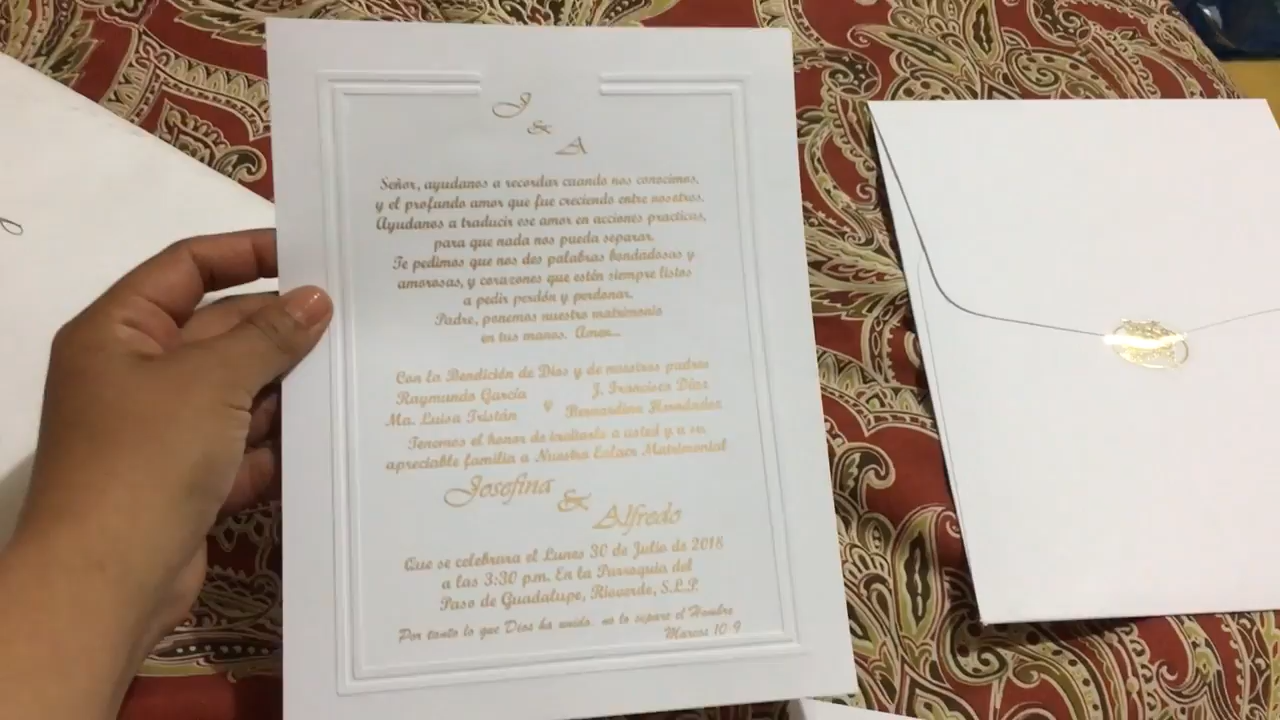 J
&
A
Señor, ayudanos a recordar cuando nos conocimos,
y el profundo amor que fue creciendo entre nosotros.
Ayudanos a traducir ese amor en acciones practicas,
para que nada nos pueda separar.
Te pedimos que nos des palabras bondadosas y
amorosas, y corazones que estén siempre listos
a pedir perdón y perdonar.
Padre, ponemos nuestro matrimonio
en tus manos. Amen...
Con la Bendición de Dios y de nuestros padres
Raymundo García
Ma. Luisa Tristán
y
J. Francisco Díaz
Bernardina Hernández
Tenemos el honor de invitarle a usted y a su
apreciable familia a Nuestro Enlace Matrimonial
Josefina
&
Alfredo
Que se celebrara el Lunes 30 de Julio de 2018
a las 3:30 p.m. En la Parroquia del
Paso de Guadalupe, Rioverde, S.L.P.
Por tanto lo que Dios ha unido, no lo separe el Hombre
Marcos 10:9